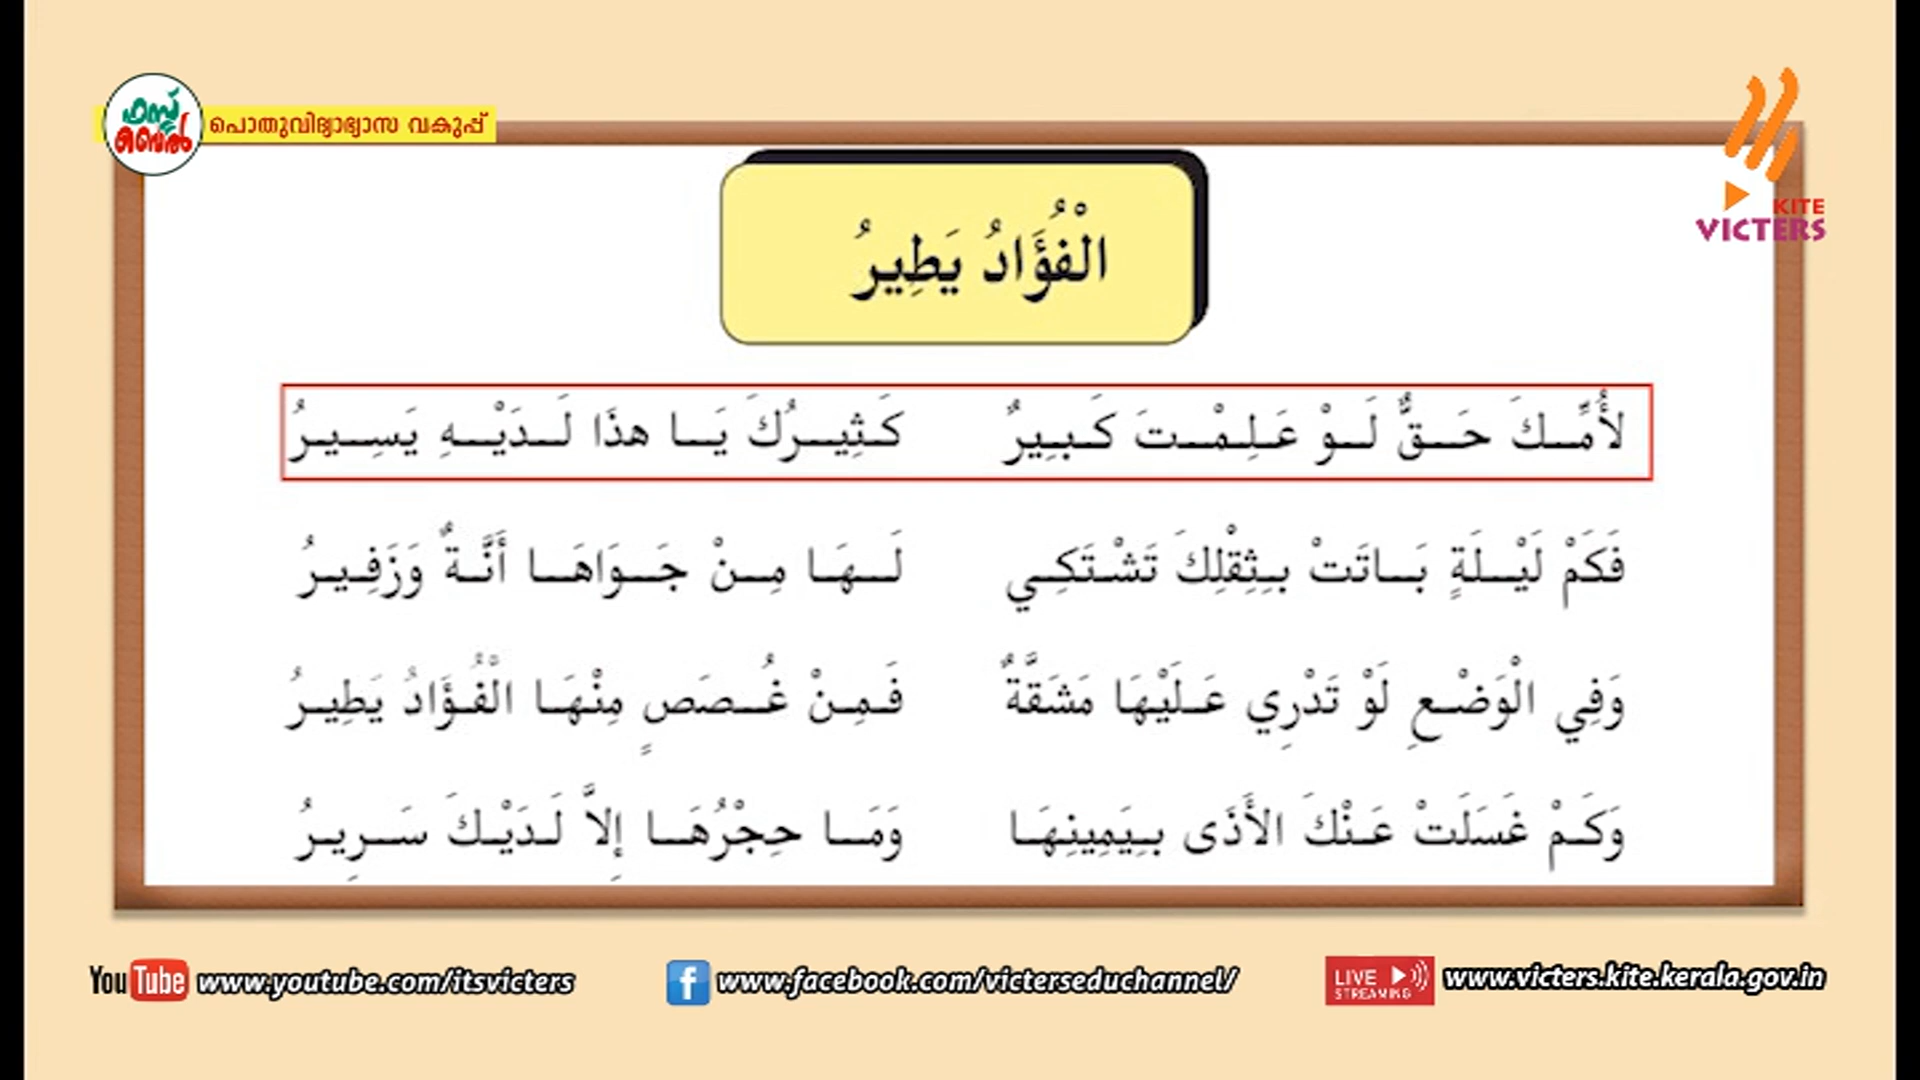 ഫസ്റ്റ് ബെൽ
പൊതുവിദ്യാഭ്യാസ വകുപ്പ്
KITE
VICTERS
الْفُؤَادُ يَطِيرُ
لأُمِّكَ حَقٌّ لَوْ عَلِمْتَ كَبِيرٌ كَثِيرُكَ يَا هذَا لَدَيْهِ يَسِيرُ
فَكَمْ لَيْلَةٍ بَاتَتْ بِثِقْلِكَ تَشْتَكِي لَهَا مِنْ جَوَاهَا أَنَّةٌ وَزَفِيرُ
وَفِي الْوَضْعِ لَوْ تَدْرِي عَلَيْهَا مَشَقَّةٌ فَمِنْ غُصَصٍ مِنْهَا الْفُؤَادُ يَطِيرُ
وَكَمْ غَسَلَتْ عَنْكَ الأَذَى بِيَمِينِهَا وَمَا حِجْرُهَا إِلاَّ لَدَيْكَ سَرِيرُ
YouTube www.youtube.com/itsvicters
f www.facebook.com/victerseduchannel/
LIVE STREAMING www.victers.kite.kerala.gov.in